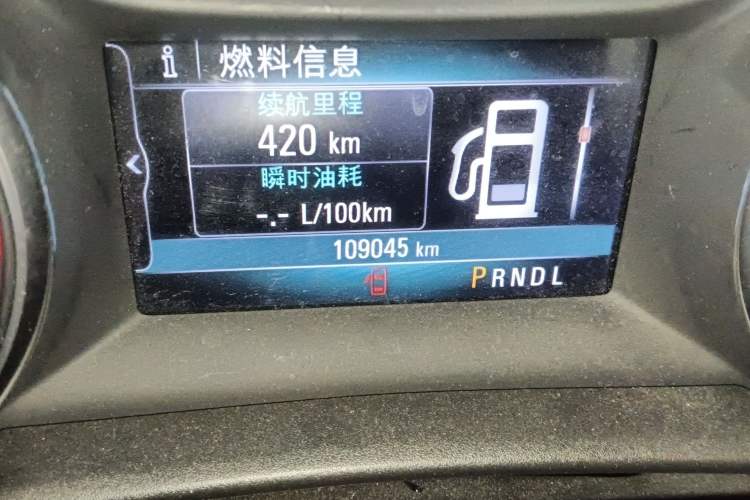 i 燃料信息
续航里程
420 km
瞬时油耗
-.- L/100km
109045 km
PRNDL